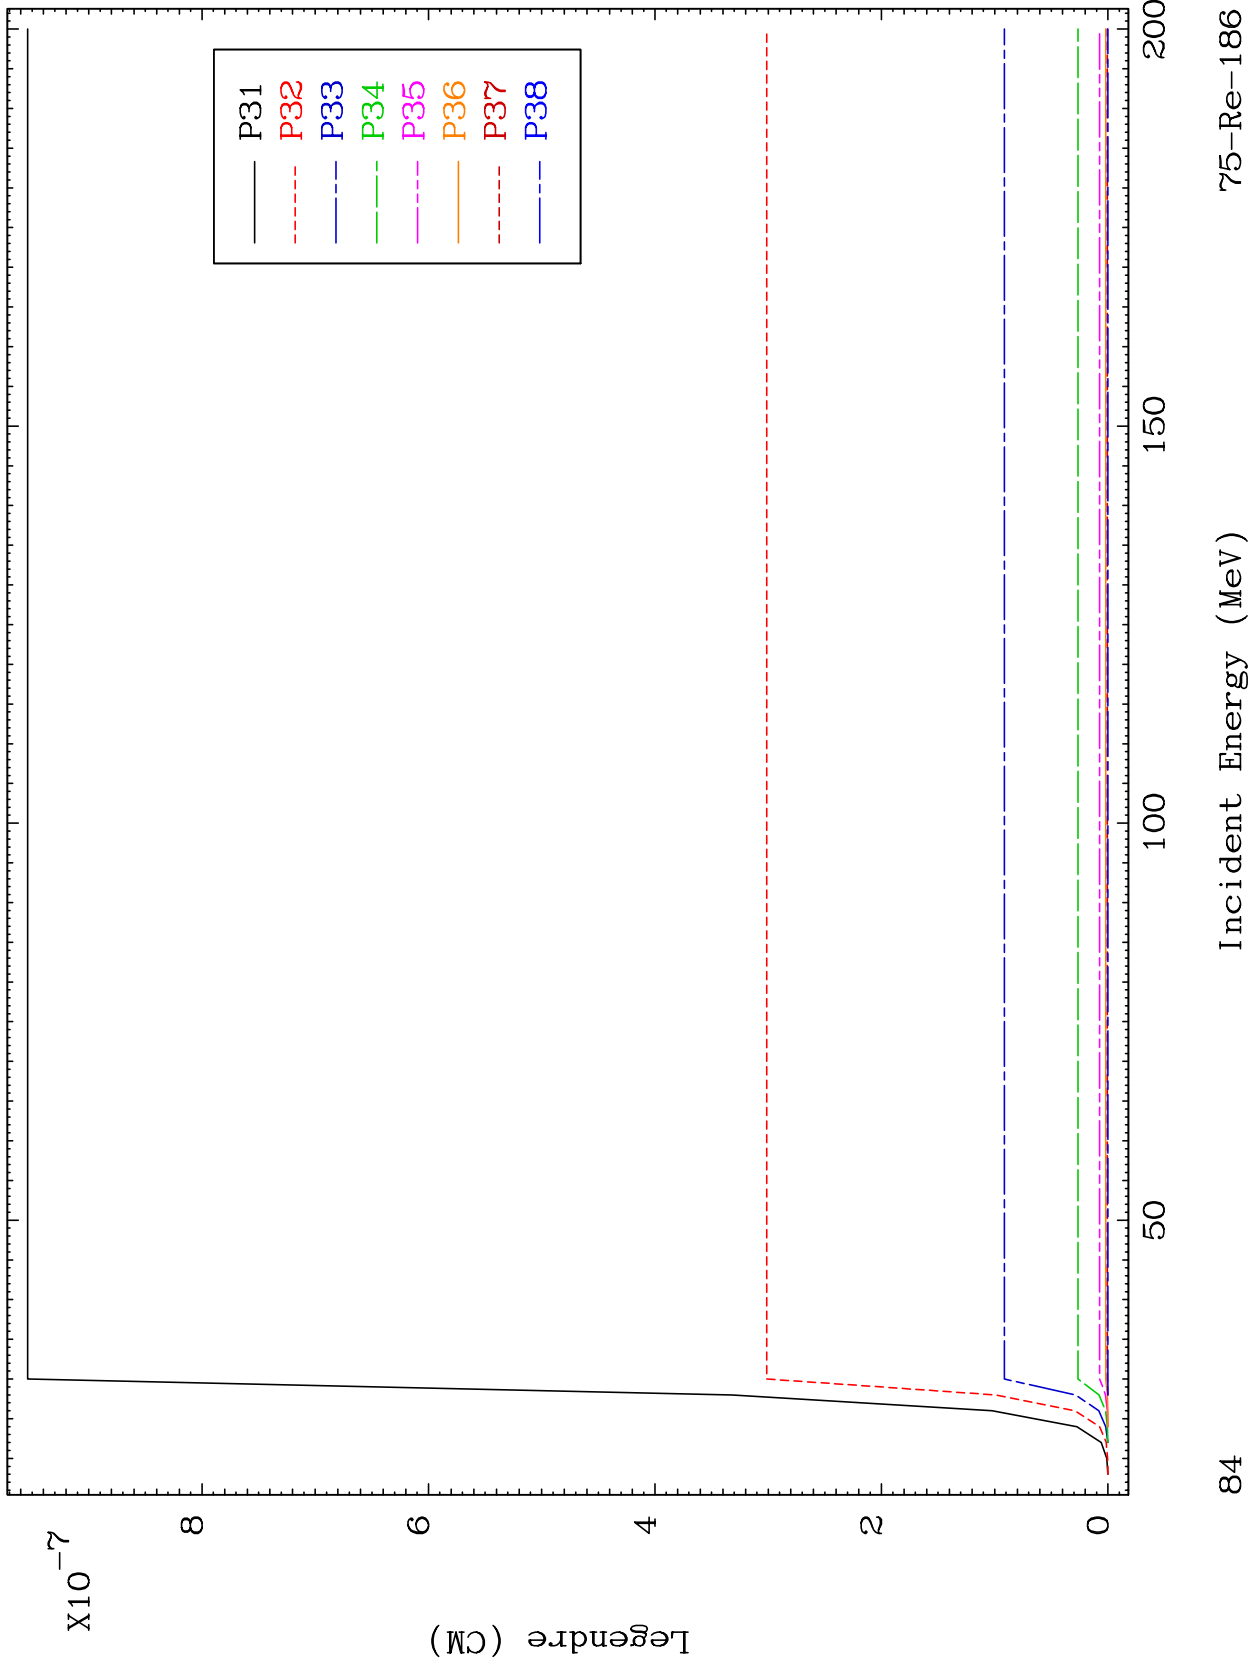 X10-7
8
6
4
2
0
Legendre (CM)
P31
P32
P33
P34
P35
P36
P37
P38
50
100
150
200
Incident Energy (MeV)
84
75-Re-186